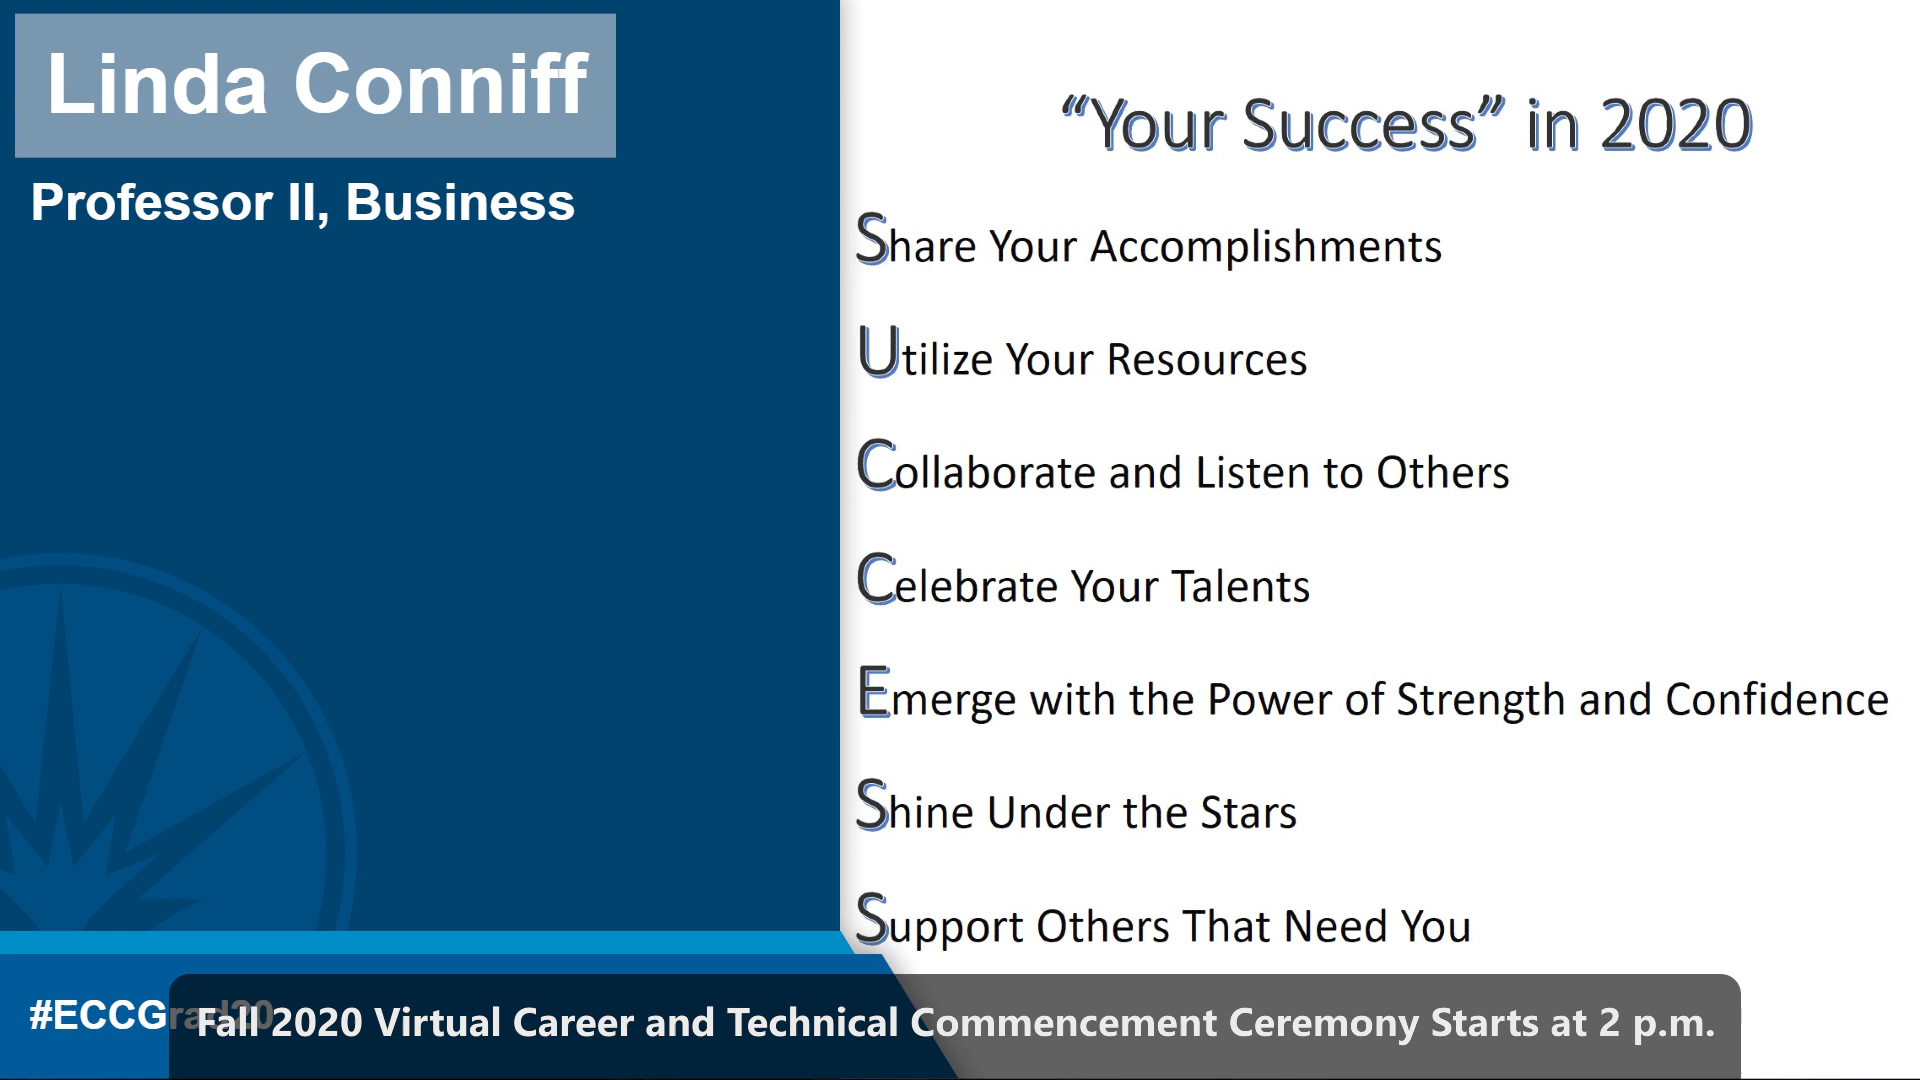 Linda Conniff
Professor II, Business
“Your Success” in 2020
Share Your Accomplishments
Utilize Your Resources
Collaborate and Listen to Others
Celebrate Your Talents
Emerge with the Power of Strength and Confidence
Shine Under the Stars
Support Others That Need You
#ECCGrad20
Fall 2020 Virtual Career and Technical Commencement Ceremony Starts at 2 p.m.